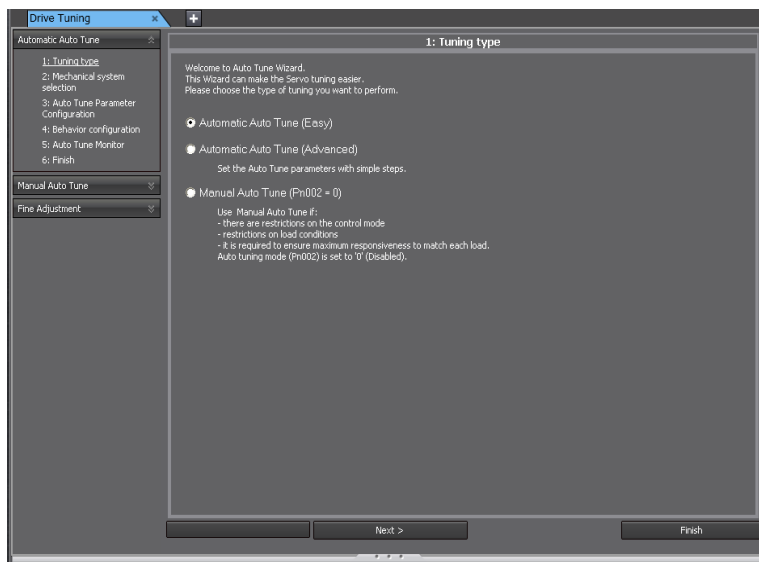 Drive Tuning
Automatic Auto Tune
1: Tuning type
2: Mechanical system
selection
3: Auto Tune Parameter
Configuration
4: Behavior configuration
5: Auto Tune Monitor
6: Finish
Manual Auto Tune
Fine Adjustment
1: Tuning type
Welcome to Auto Tune Wizard.
This Wizard can make the Servo tuning easier.
Please choose the type of tuning you want to perform.
Automatic Auto Tune (Easy)
Automatic Auto Tune (Advanced)
Set the Auto Tune parameters with simple steps.
Manual Auto Tune (Pn002 = 0)
Use Manual Auto Tune if:
- there are restrictions on the control mode
- restrictions on load conditions
- it is required to ensure maximum responsiveness to match each load.
Auto tuning mode (Pn002) is set to '0' (Disabled).
Next >
Finish